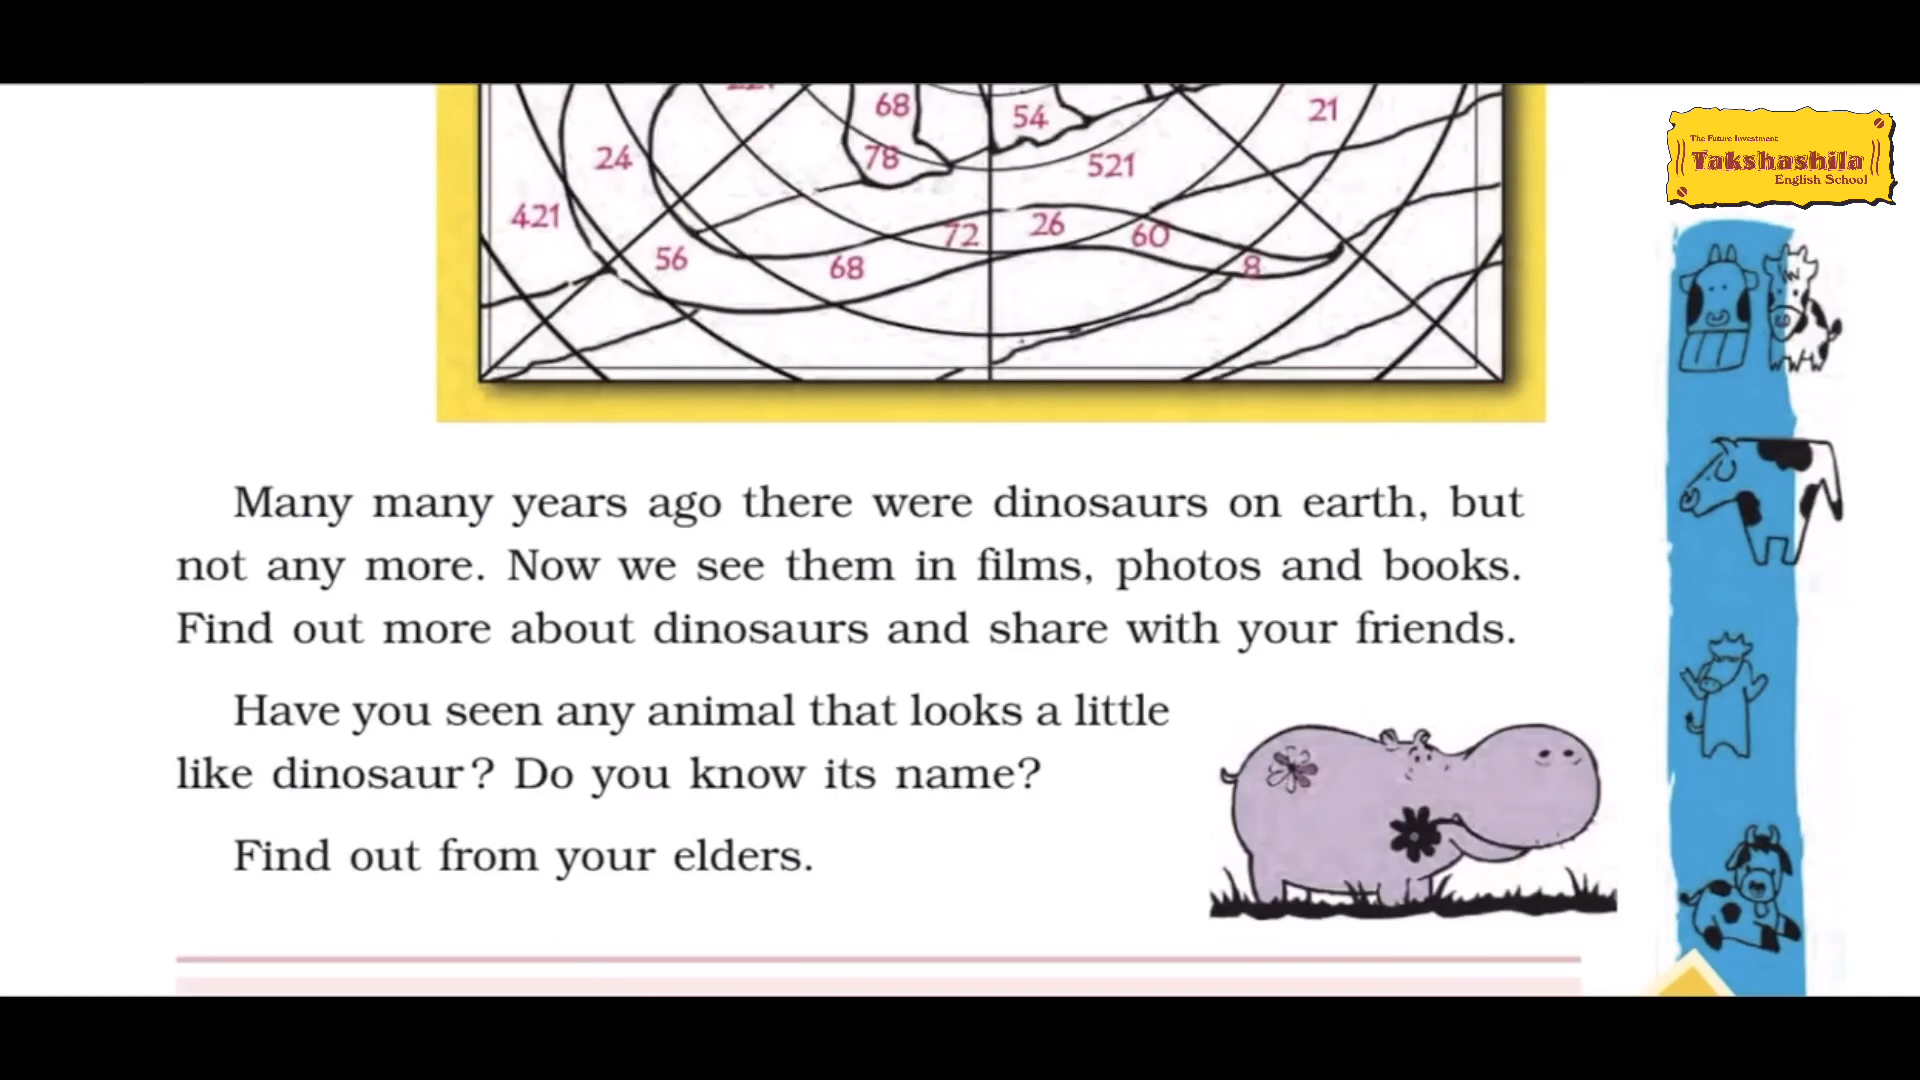 68
54
21
24
78
521
421
72
26
60
56
68
8
The Future Investment
Takshashila
English School
Many many years ago there were dinosaurs on earth, but
not any more. Now we see them in films, photos and books.
Find out more about dinosaurs and share with your friends.
Have you seen any animal that looks a little
like dinosaur? Do you know its name?
Find out from your elders.